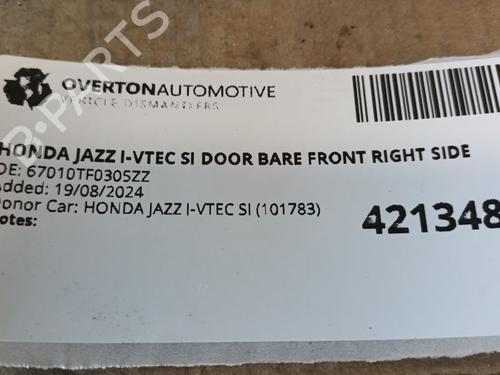 OVERTONAUTOMOTIVE
VEHICLE DISMANTLERS
HONDA JAZZ I-VTEC SI DOOR BARE FRONT RIGHT SIDE
OE: 67010TF0305ZZ
Added: 19/08/2024
Donor Car: HONDA JAZZ I-VTEC SI (101783)
Notes:
421348
B-PARTS